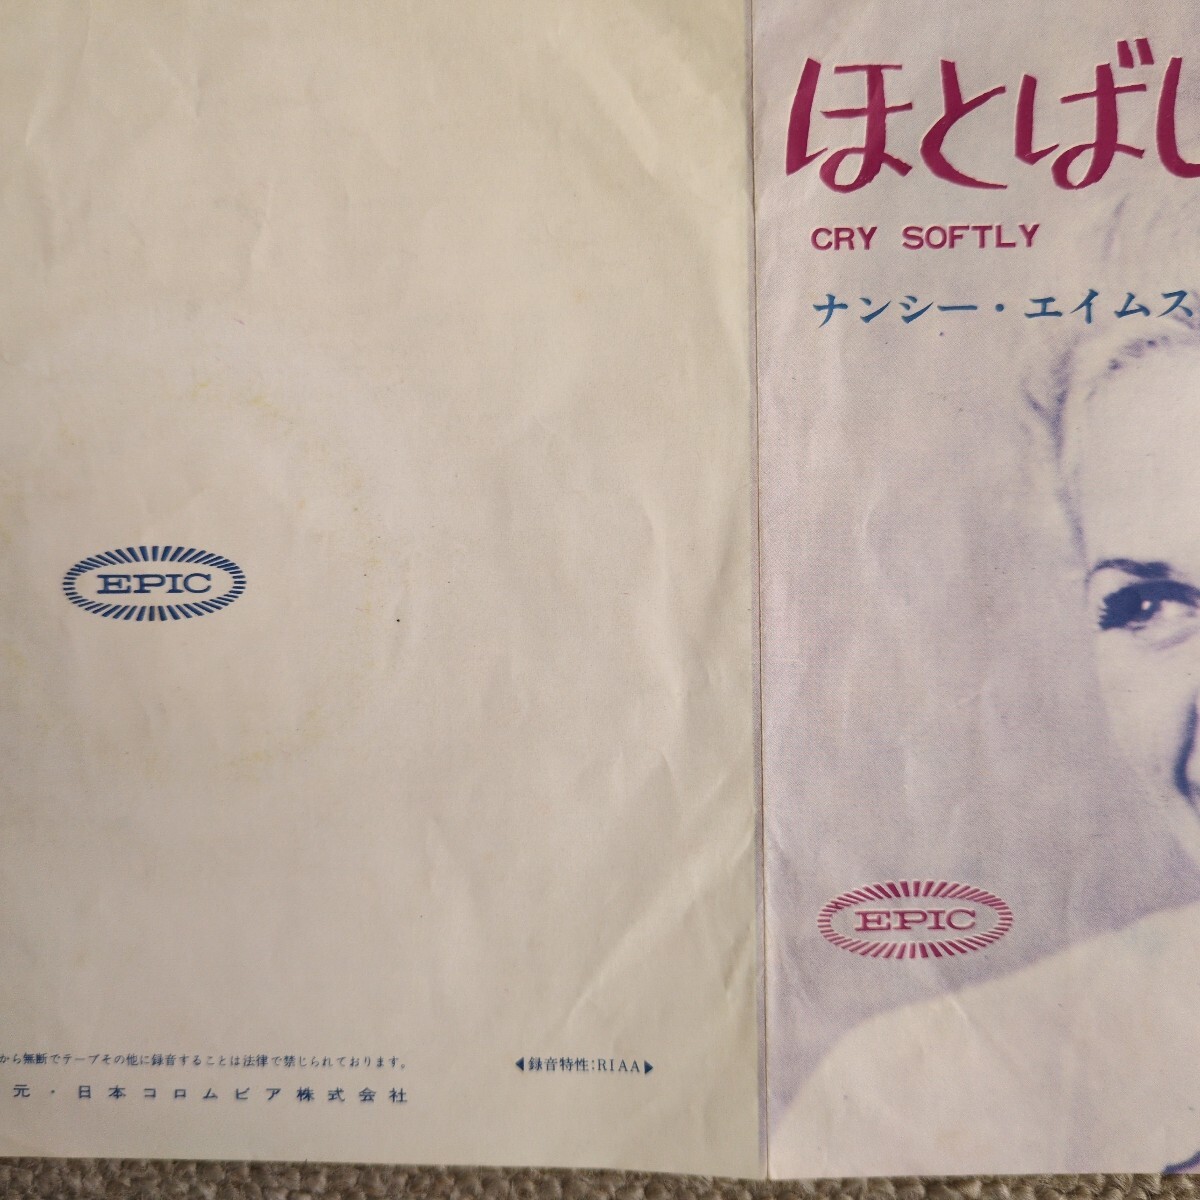 EPIC
から無断でテープその他に録音することは法律で禁じられております。
元・日本コロムビア株式会社
◀録音特性:RIAA▶
ほとばし
CRY SOFTLY
ナンシー・エイムス
EPIC